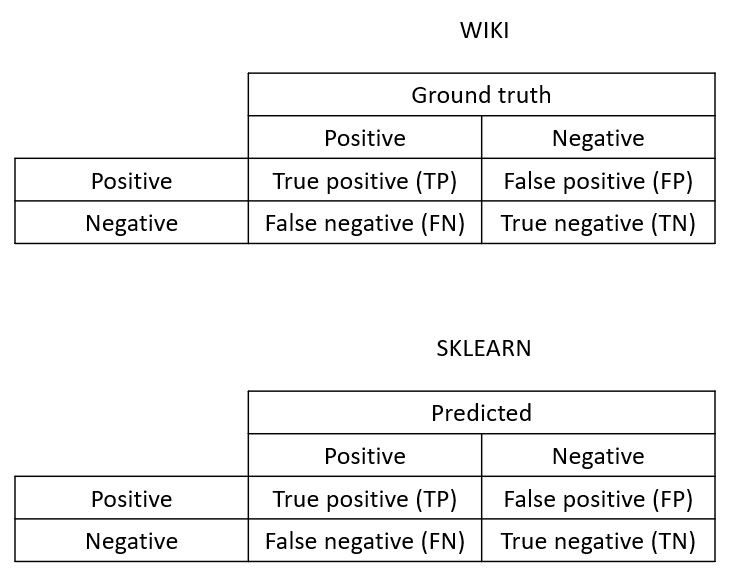 WIKI
Ground truth
Positive Negative
Positive True positive (TP) False positive (FP)
Negative False negative (FN) True negative (TN)
SKLEARN
Predicted
Positive Negative
Positive True positive (TP) False positive (FP)
Negative False negative (FN) True negative (TN)